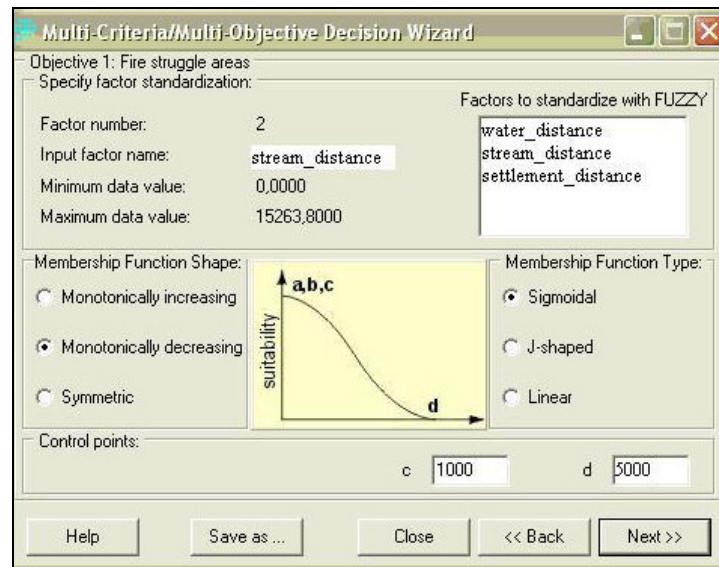 Multi-Criteria/Multi-Objective Decision Wizard
Objective 1: Fire struggle areas
Specify factor standardization:
Factor number: 2
Input factor name: stream_distance
Minimum data value: 0,0000
Maximum data value: 15263,8000
Factors to standardize with FUZZY
water_distance
stream_distance
settlement_distance
Membership Function Shape:
Monotonically increasing
Monotonically decreasing
Symmetric
suitability
a,b,c
d
Membership Function Type:
Sigmoidal
J-shaped
Linear
Control points:
c 1000 d 5000
Help Save as ... Close << Back Next >>